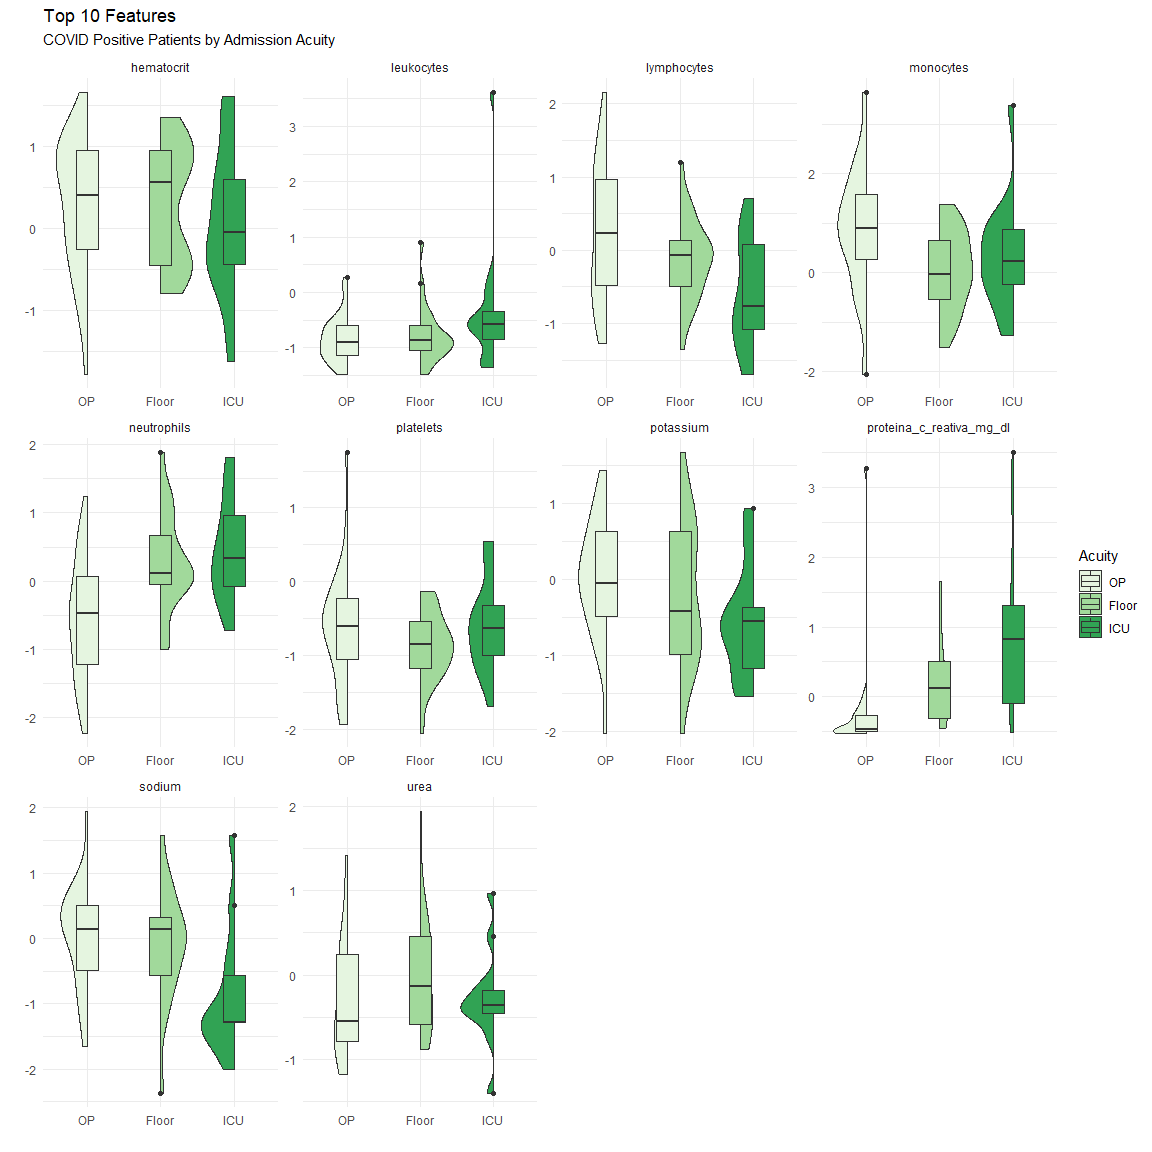 Top 10 Features
COVID Positive Patients by Admission Acuity
hematocrit
leukocytes
lymphocytes
monocytes
1
0
-1
3
2
1
0
-1
2
1
0
-1
2
0
-2
OP Floor ICU
OP Floor ICU
OP Floor ICU
OP Floor ICU
neutrophils
platelets
potassium
proteina_c_reativa_mg_dl
2
1
0
-1
-2
1
0
-1
-2
1
0
-1
-2
3
2
1
0
OP Floor ICU
OP Floor ICU
OP Floor ICU
OP Floor ICU
Acuity
OP
Floor
ICU
sodium
urea
2
1
0
-1
-2
2
1
0
-1
OP Floor ICU
OP Floor ICU